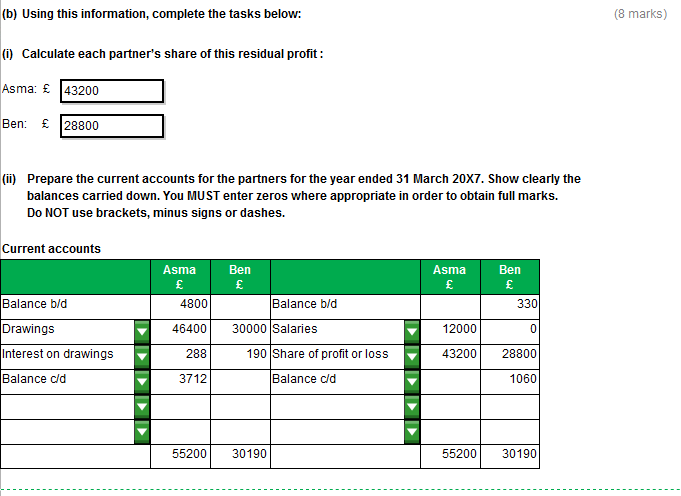 (b) Using this information, complete the tasks below: (8 marks)
(i) Calculate each partner's share of this residual profit :
Asma: £ 43200
Ben: £ 28800
(ii) Prepare the current accounts for the partners for the year ended 31 March 20X7. Show clearly the
balances carried down. You MUST enter zeros where appropriate in order to obtain full marks.
Do NOT use brackets, minus signs or dashes.
Current accounts
Asma Ben Asma Ben
£ £ £ £
Balance b/d 4800 Balance b/d 330
Drawings 46400 30000 Salaries 12000 0
Interest on drawings 288 190 Share of profit or loss 43200 28800
Balance c/d 3712 Balance c/d 1060
55200 30190 55200 30190